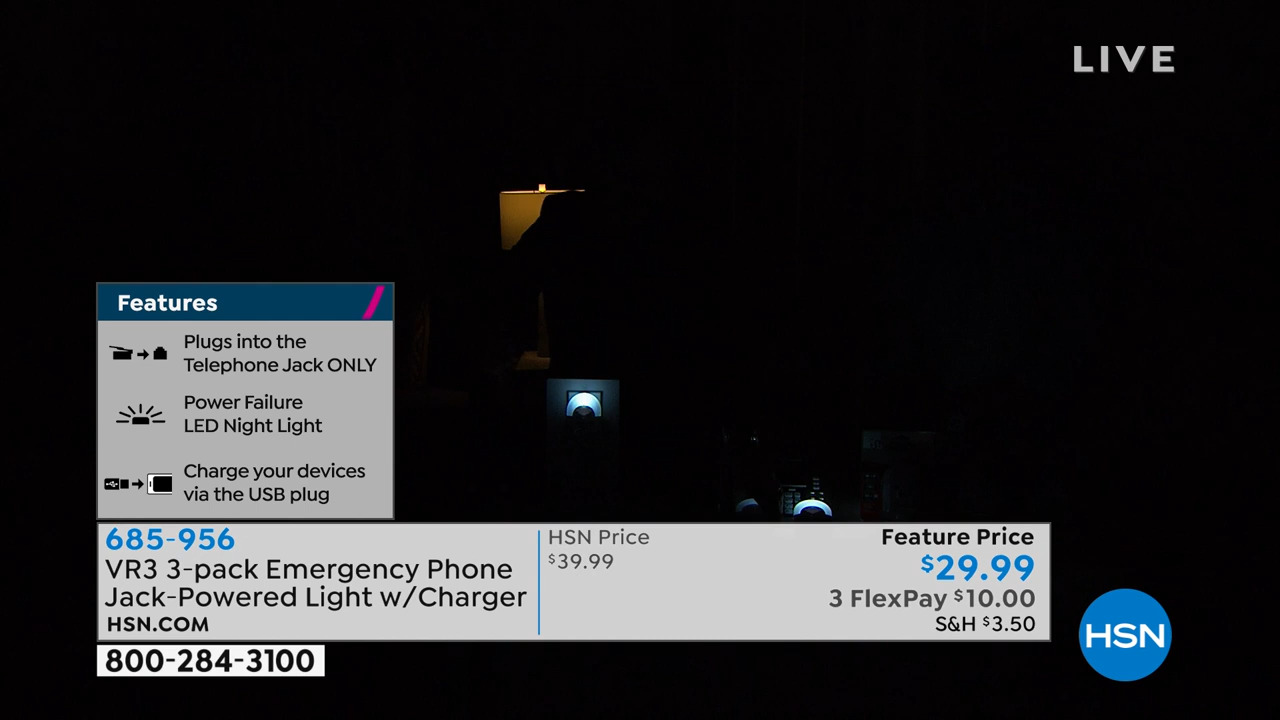 LIVE
Features
Plugs into the
Telephone Jack ONLY
Power Failure
LED Night Light
Charge your devices
via the USB plug
685-956
VR3 3-pack Emergency Phone
Jack-Powered Light w/Charger
HSN.COM
HSN Price
$39.99
Feature Price
$29.99
3 FlexPay $10.00
S&H $3.50
800-284-3100
HSN